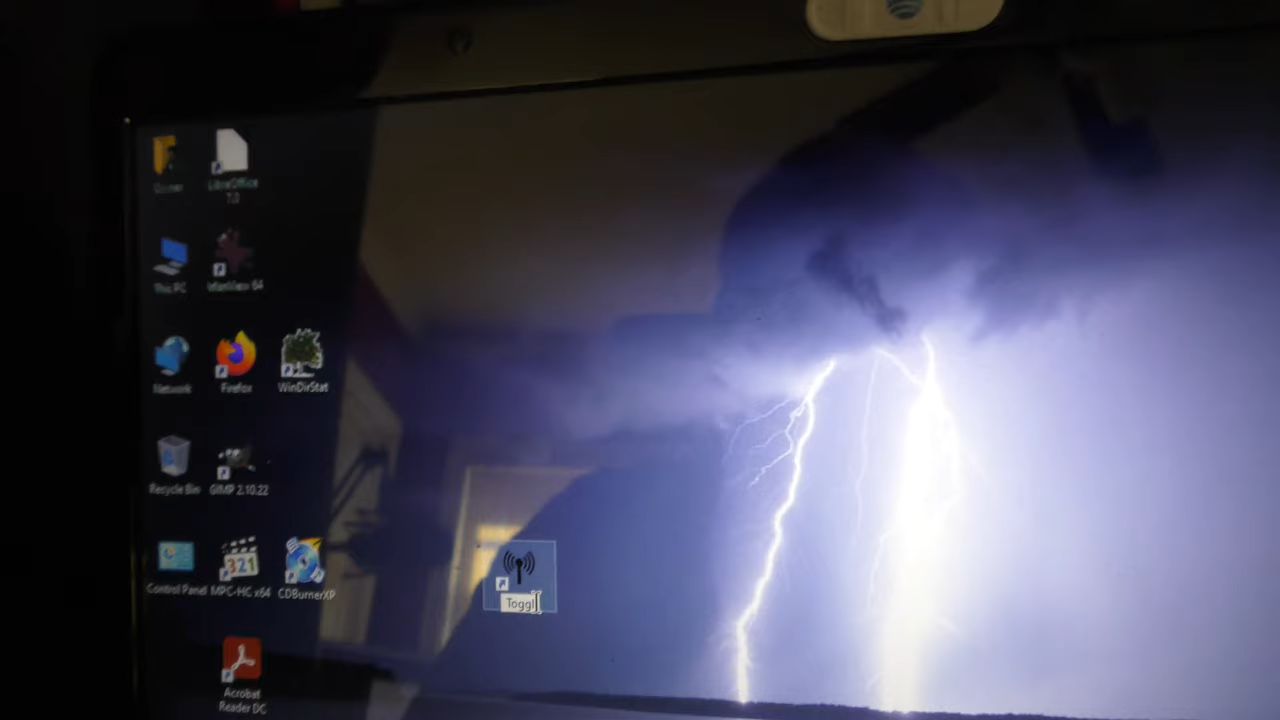 LibreOffice
7.0
This PC
IrfanView 64
Network
Firefox
WinDirStat
Recycle Bin
GIMP 2.10.22
321
Control Panel
MPC-HC x64
CDBurnerXP
Toggl
Acrobat
Reader DC